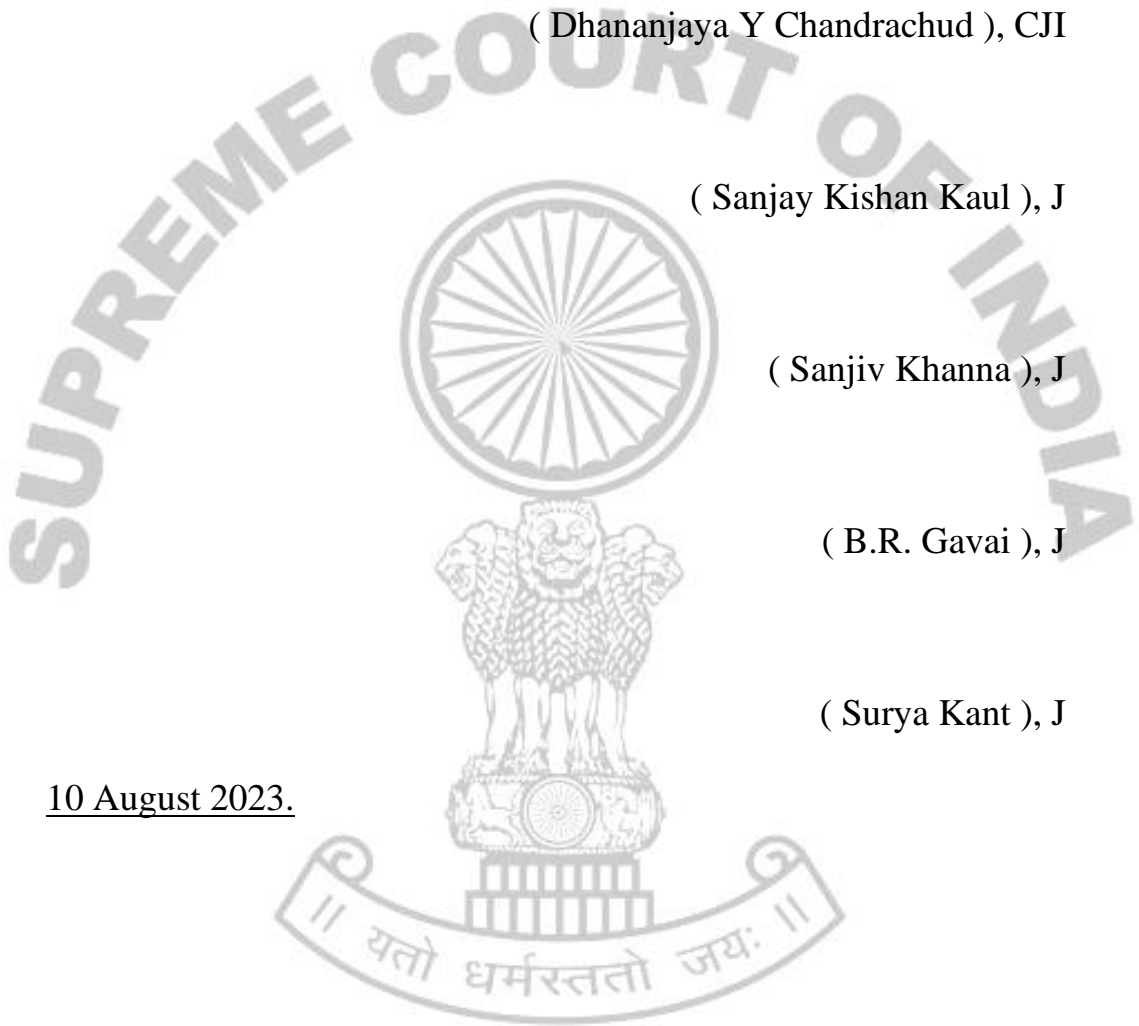 SUPREME COURT OF INDIA
( Dhananjaya Y Chandrachud ), CJI
( Sanjay Kishan Kaul ), J
( Sanjiv Khanna ), J
( B.R. Gavai ), J
( Surya Kant ), J
10 August 2023.
॥ यतो धर्मस्ततो जयः ॥